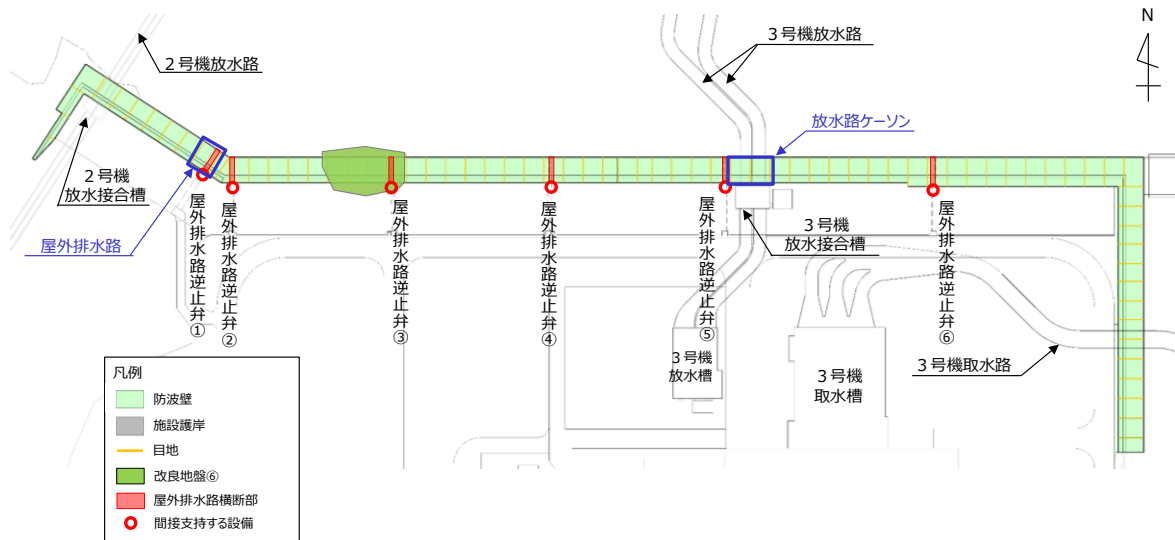 3号機放水路
N
2号機放水路
放水路ケーソン
2号機
放水接合槽
屋外排水路
屋外排水路逆止弁①
屋外排水路逆止弁②
屋外排水路逆止弁③
屋外排水路逆止弁④
屋外排水路逆止弁⑤
3号機
放水接合槽
屋外排水路逆止弁⑥
3号機
放水槽
3号機
取水槽
3号機取水路
凡例
防波壁
施設護岸
目地
改良地盤⑥
屋外排水路横断部
間接支持する設備